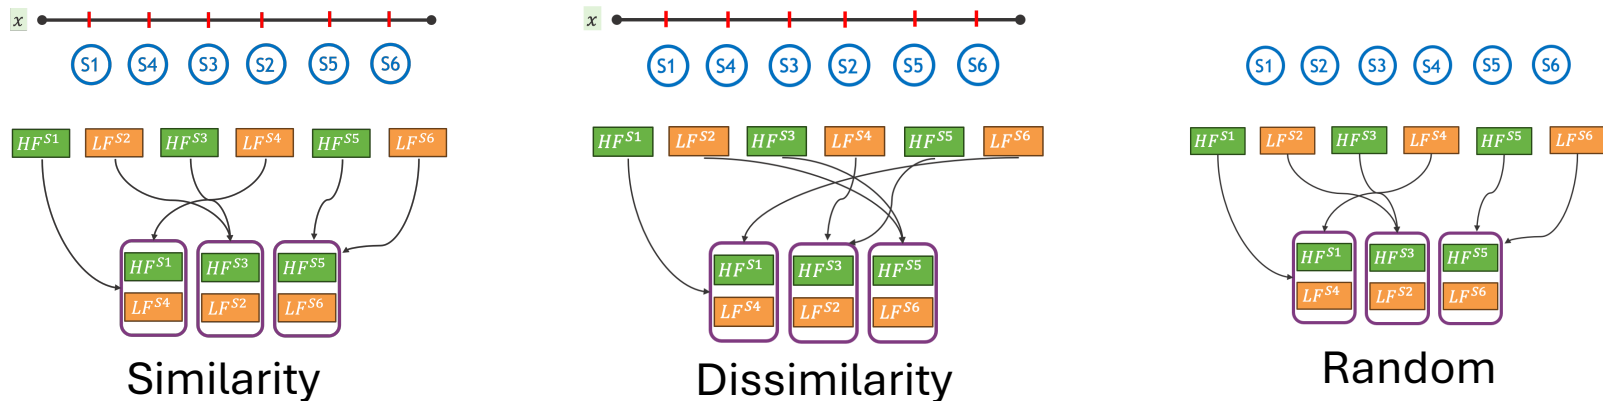 x
S1 S4 S3 S2 S5 S6
HF^S1 LF^S2 HF^S3 LF^S4 HF^S5 LF^S6
HF^S1 HF^S3 HF^S5
LF^S4 LF^S2 LF^S6
Similarity
x
S1 S4 S3 S2 S5 S6
HF^S1 LF^S2 HF^S3 LF^S4 HF^S5 LF^S6
HF^S1 HF^S3 HF^S5
LF^S4 LF^S2 LF^S6
Dissimilarity
S1 S2 S3 S4 S5 S6
HF^S1 LF^S2 HF^S3 LF^S4 HF^S5 LF^S6
HF^S1 HF^S3 HF^S5
LF^S4 LF^S2 LF^S6
Random